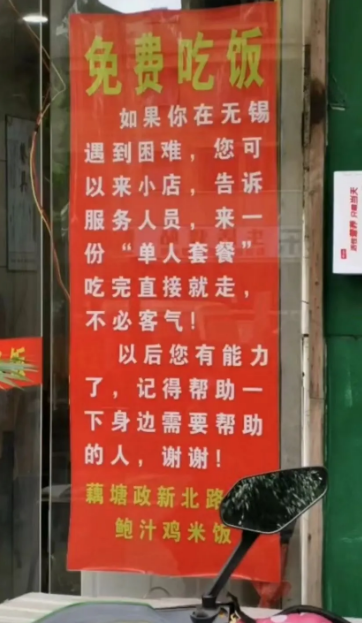 免费吃饭
如果你在无锡
遇到困难，您可
以来小店，告诉
服务人员，来一
份“单人套餐”
吃完直接就走，
不必客气！
以后您有能力
了，记得帮助一
下身边需要帮助
的人，谢谢！
藕塘政新北路
鲍汁鸡米饭